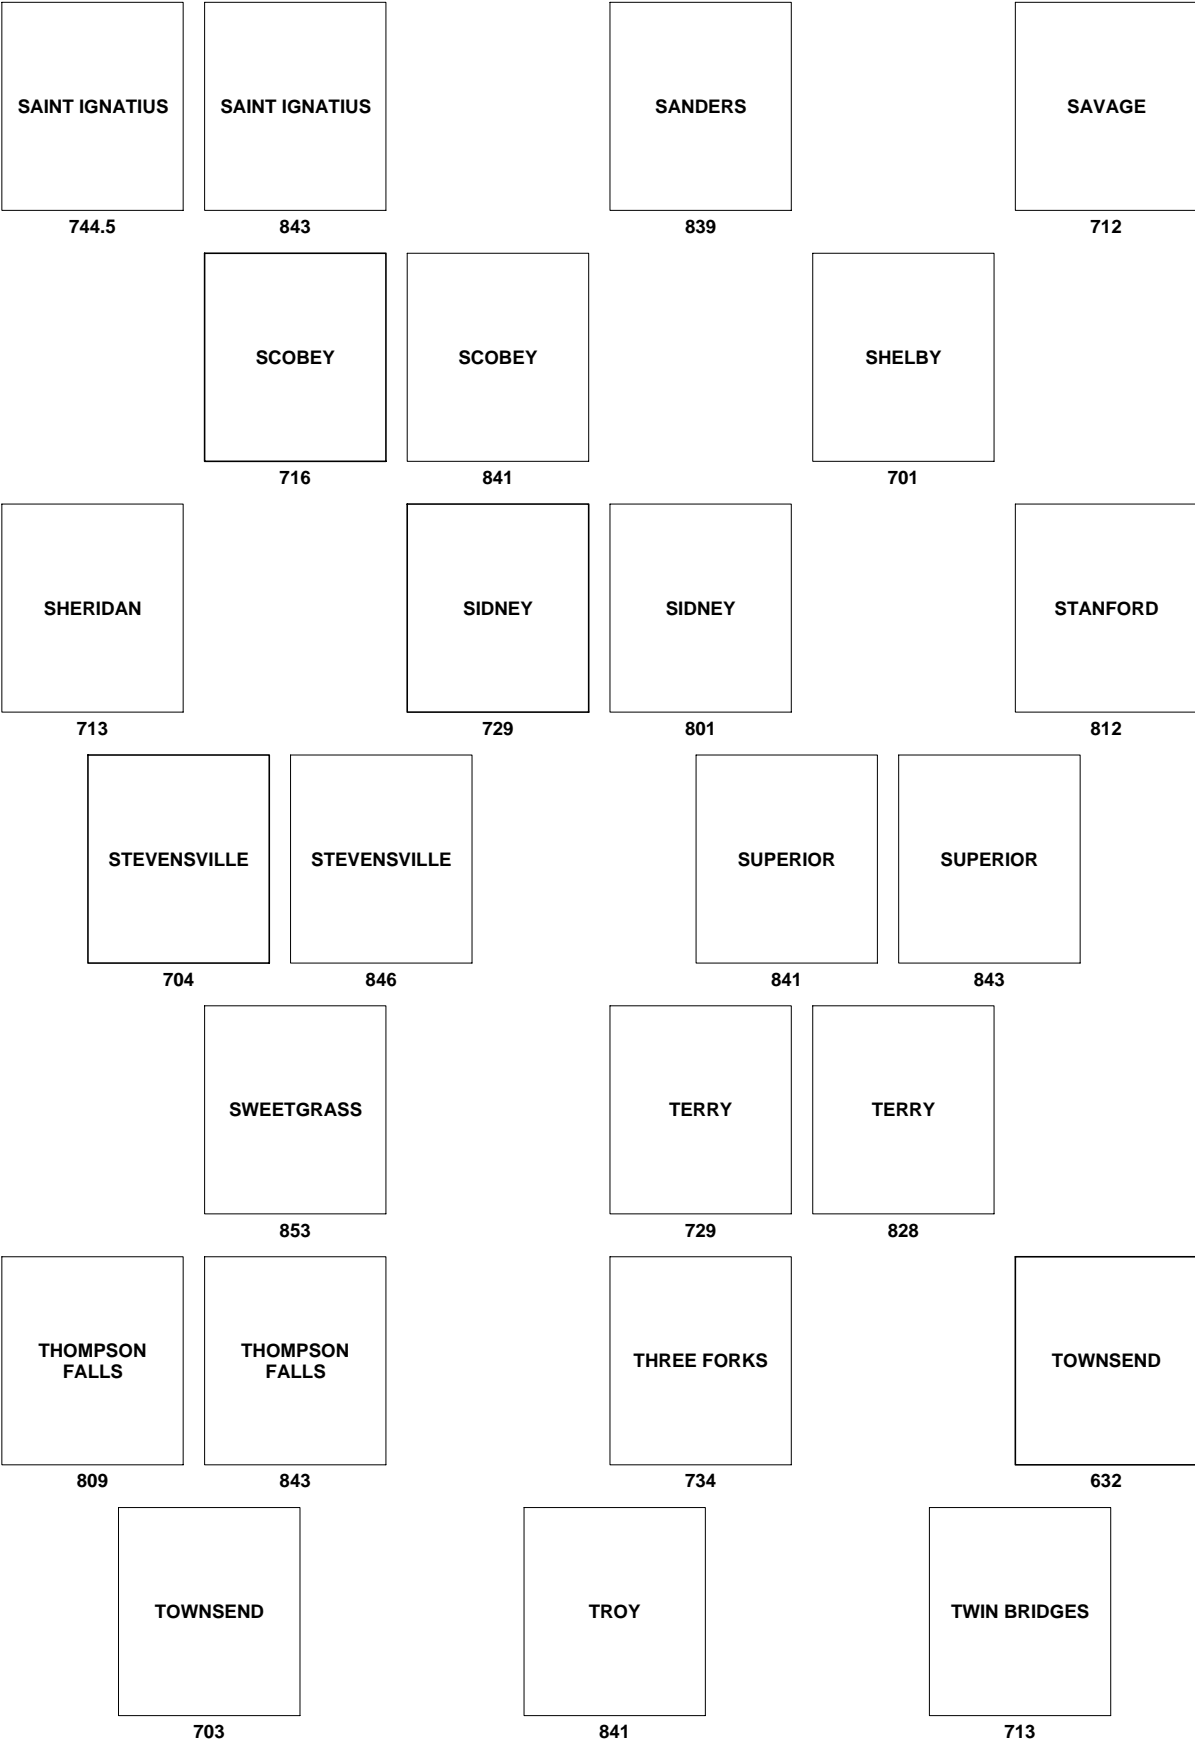 SAINT IGNATIUS SAINT IGNATIUS SANDERS SAVAGE
744.5 843 839 712
SCOBEY SCOBEY SHELBY
716 841 701
SHERIDAN SIDNEY SIDNEY STANFORD
713 729 801 812
STEVENSVILLE STEVENSVILLE SUPERIOR SUPERIOR
704 846 841 843
SWEETGRASS TERRY TERRY
853 729 828
THOMPSON FALLS THOMPSON FALLS THREE FORKS TOWNSEND
809 843 734 632
TOWNSEND TROY TWIN BRIDGES
703 841 713